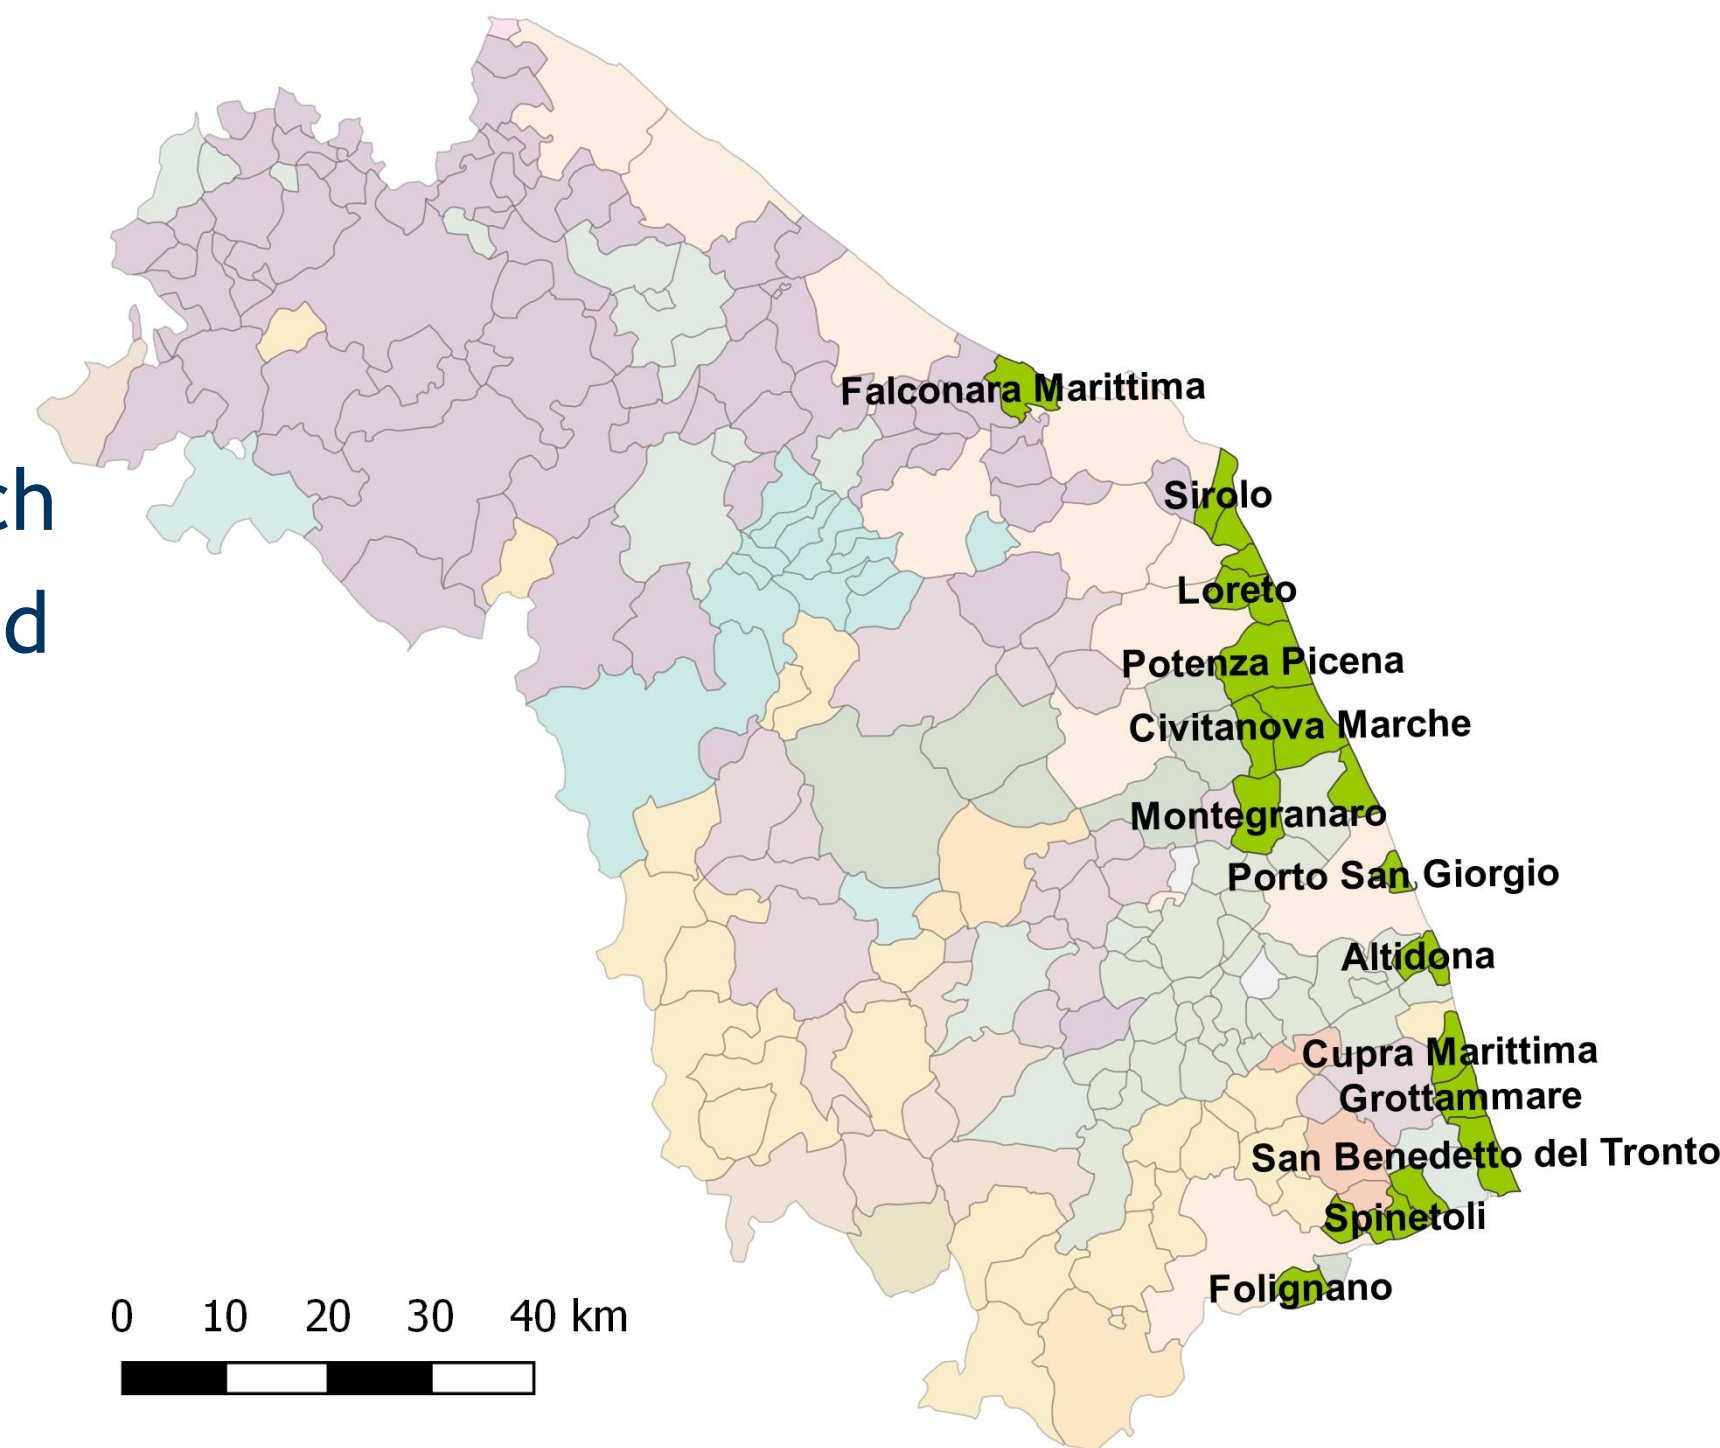 Falconara Marittima
ch
Sirolo
d
Loreto
Potenza Picena
Civitanova Marche
Montegranaro
Porto San Giorgio
Altidona
Cupra Marittima
Grottammare
San Benedetto del Tronto
Spinetoli
Folignano
0 10 20 30 40 km